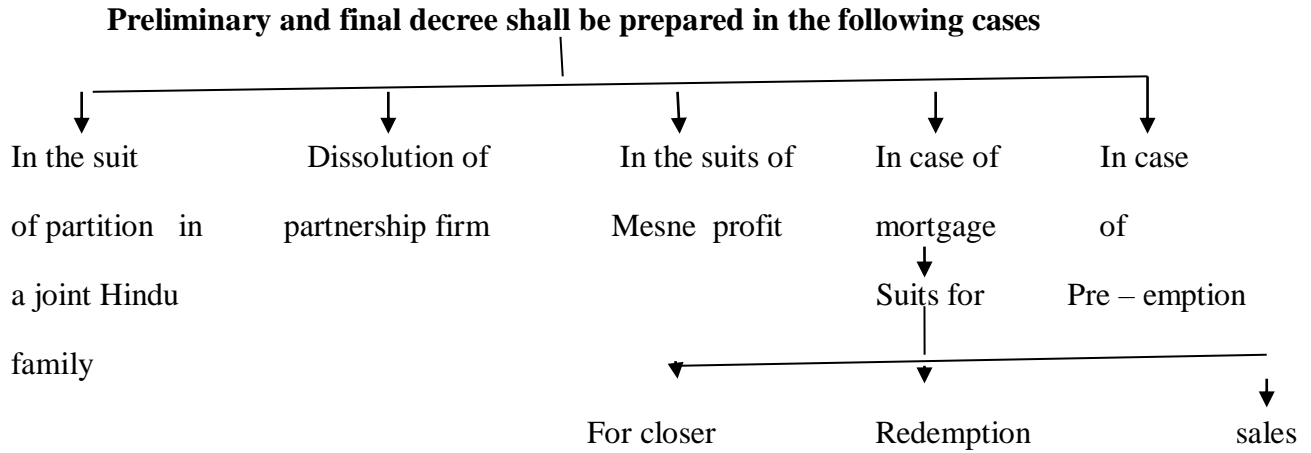 Preliminary and final decree shall be prepared in the following cases
In the suit Dissolution of In the suits of In case of In case
of partition in partnership firm Mesne profit mortgage of
a joint Hindu Suits for Pre – emption
family
For closer Redemption sales